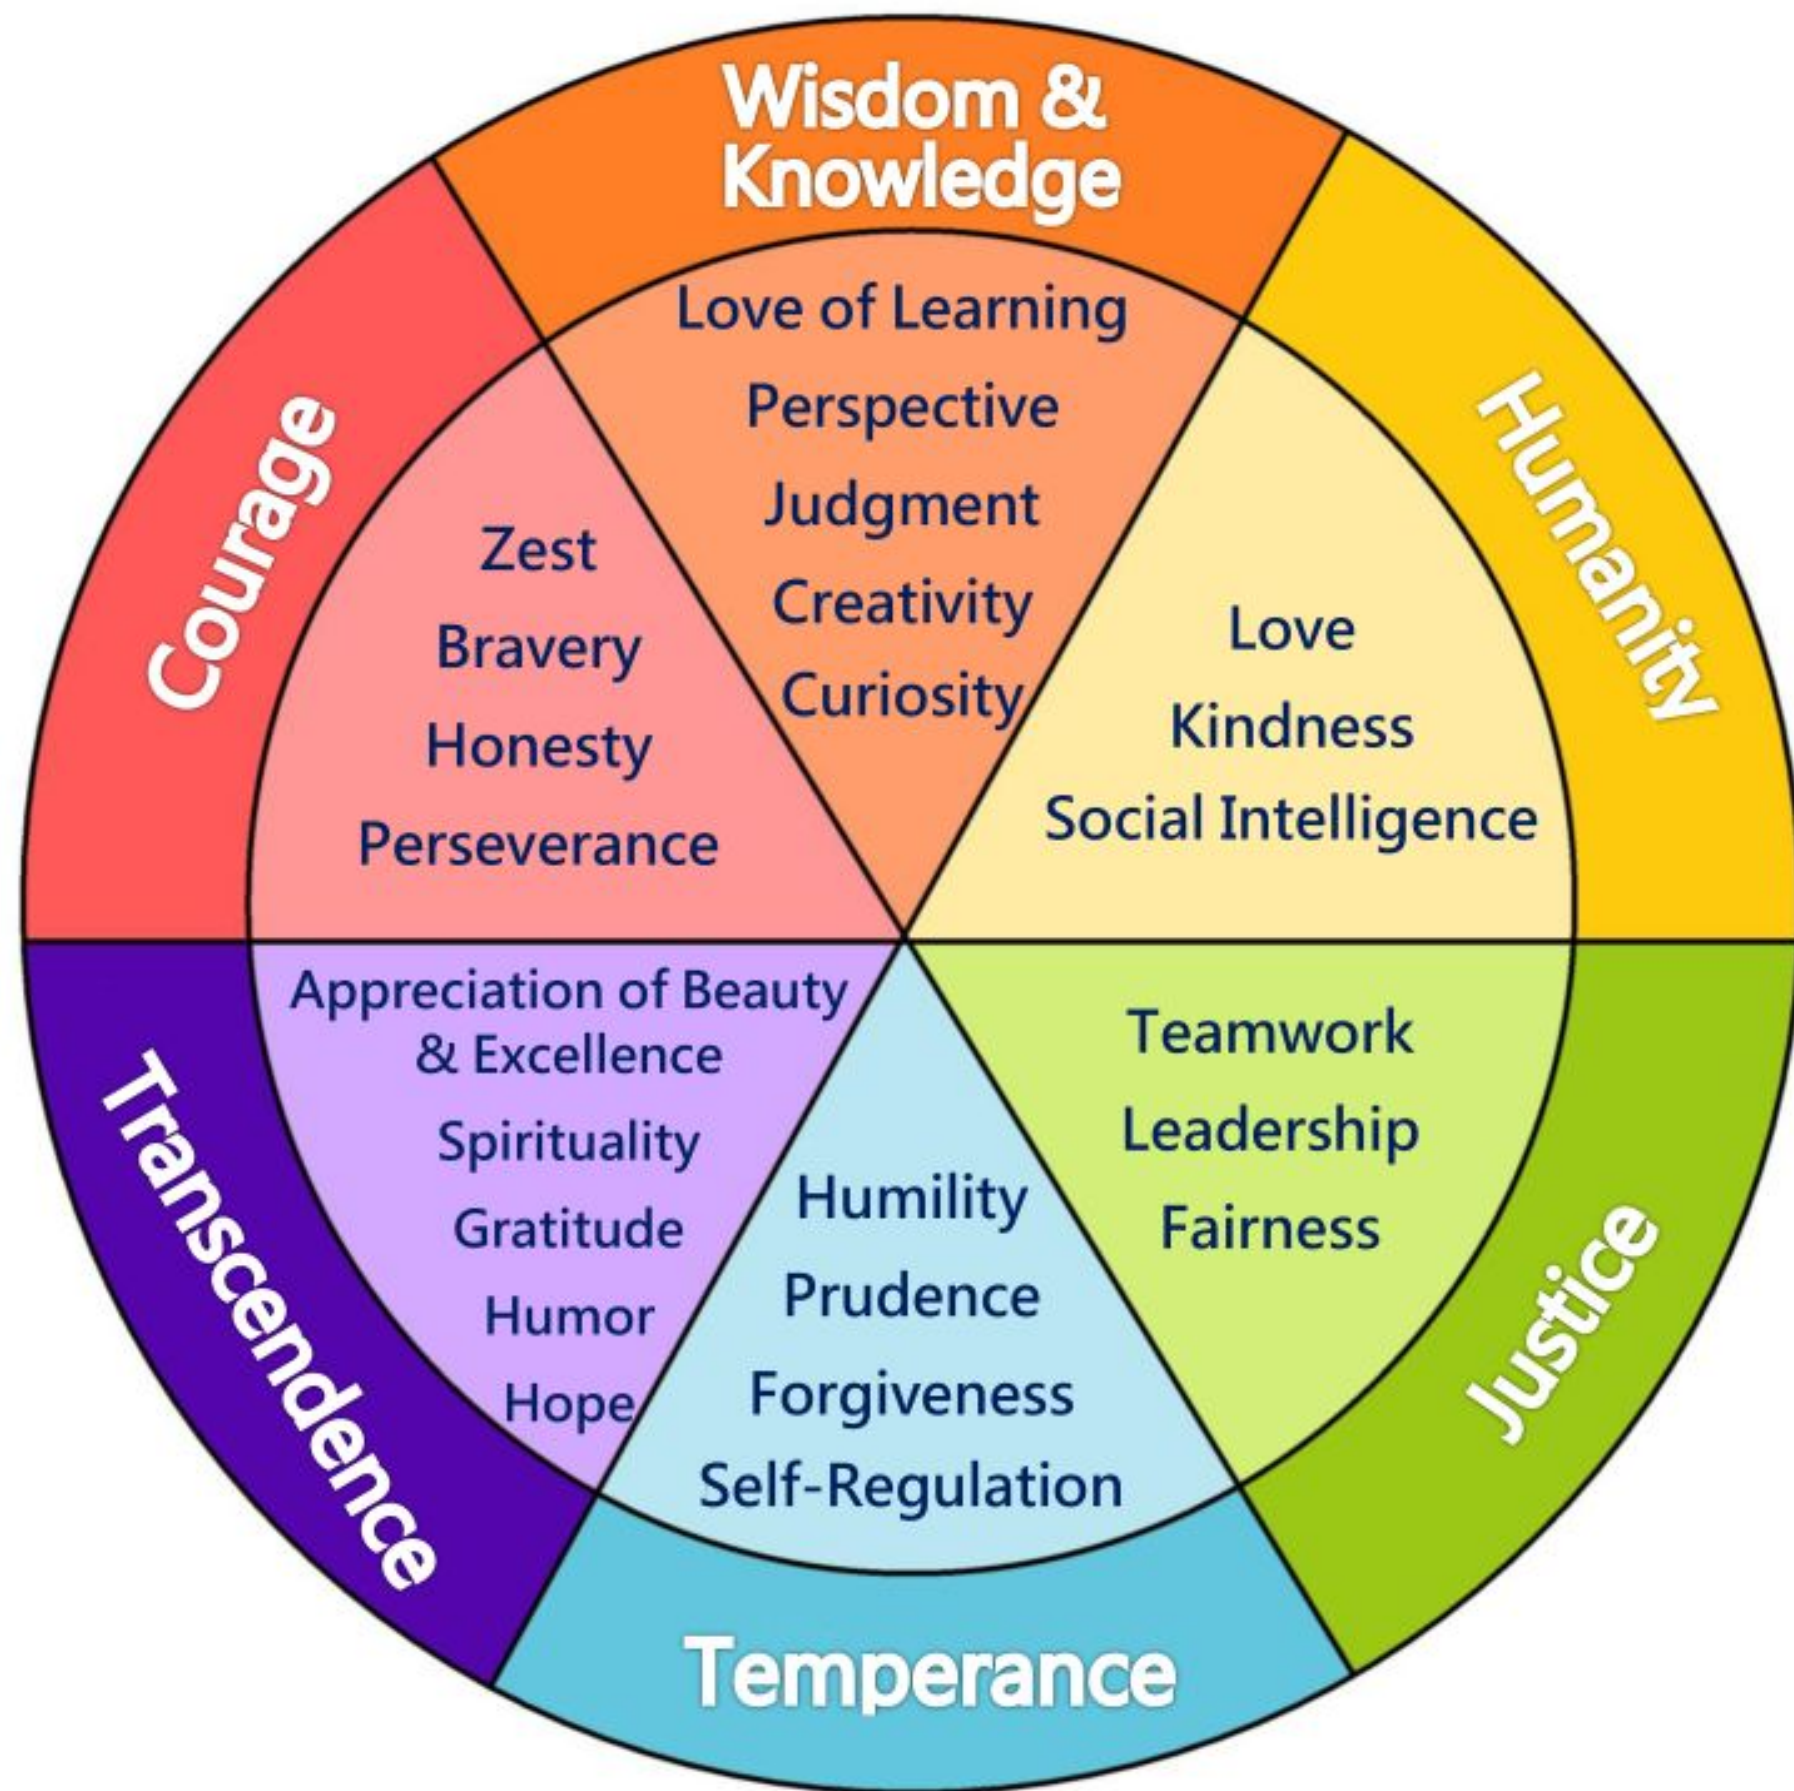 Wisdom &
Knowledge
Love of Learning
Perspective
Judgment
Creativity
Curiosity
Humanity
Love
Kindness
Social Intelligence
Justice
Teamwork
Leadership
Fairness
Temperance
Humility
Prudence
Forgiveness
Self-Regulation
Transcendence
Appreciation of Beauty
& Excellence
Spirituality
Gratitude
Humor
Hope
Courage
Zest
Bravery
Honesty
Perseverance